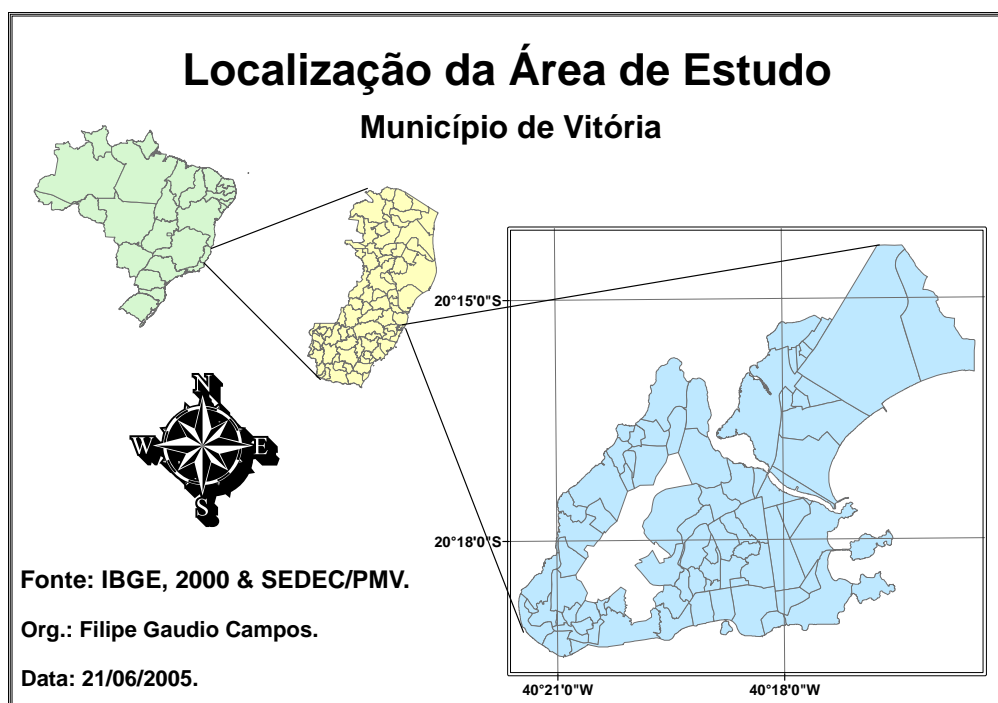 Localização da Área de Estudo
Município de Vitória
20°15'0"S
N
W
E
S
20°18'0"S
Fonte: IBGE, 2000 & SEDEC/PMV.
Org.: Filipe Gaudio Campos.
Data: 21/06/2005.
40°21'0"W
40°18'0"W